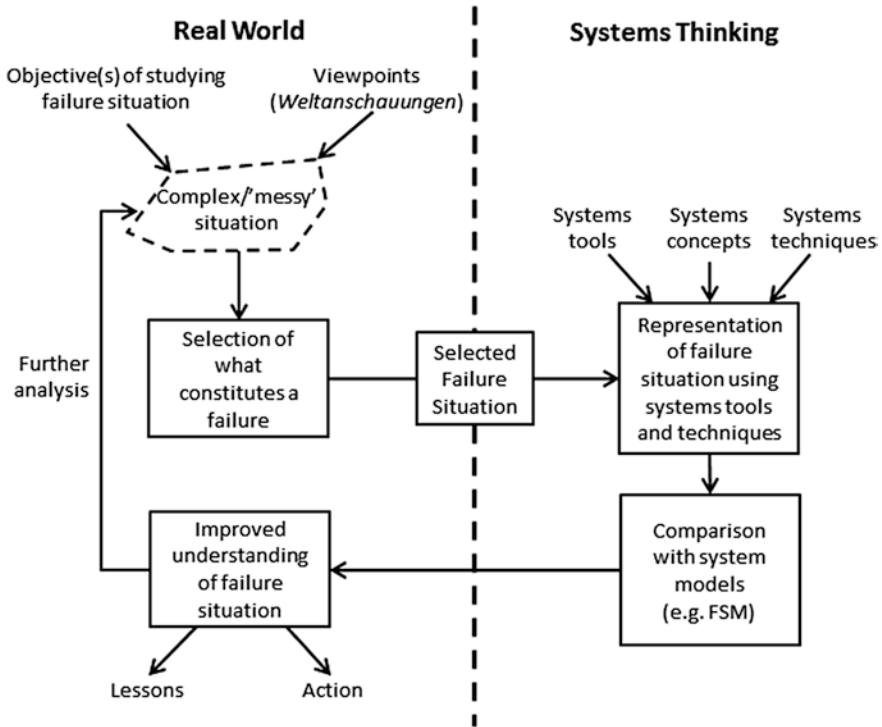 Real World
Systems Thinking
Objective(s) of studying
failure situation
Viewpoints
(Weltanschauungen)
Complex/'messy'
situation
Systems
tools
Systems
concepts
Systems
techniques
Further
analysis
Selection of
what
constitutes a
failure
Selected
Failure
Situation
Representation
of failure
situation using
systems tools
and techniques
Improved
understanding
of failure
situation
Comparison
with system
models
(e.g. FSM)
Lessons
Action